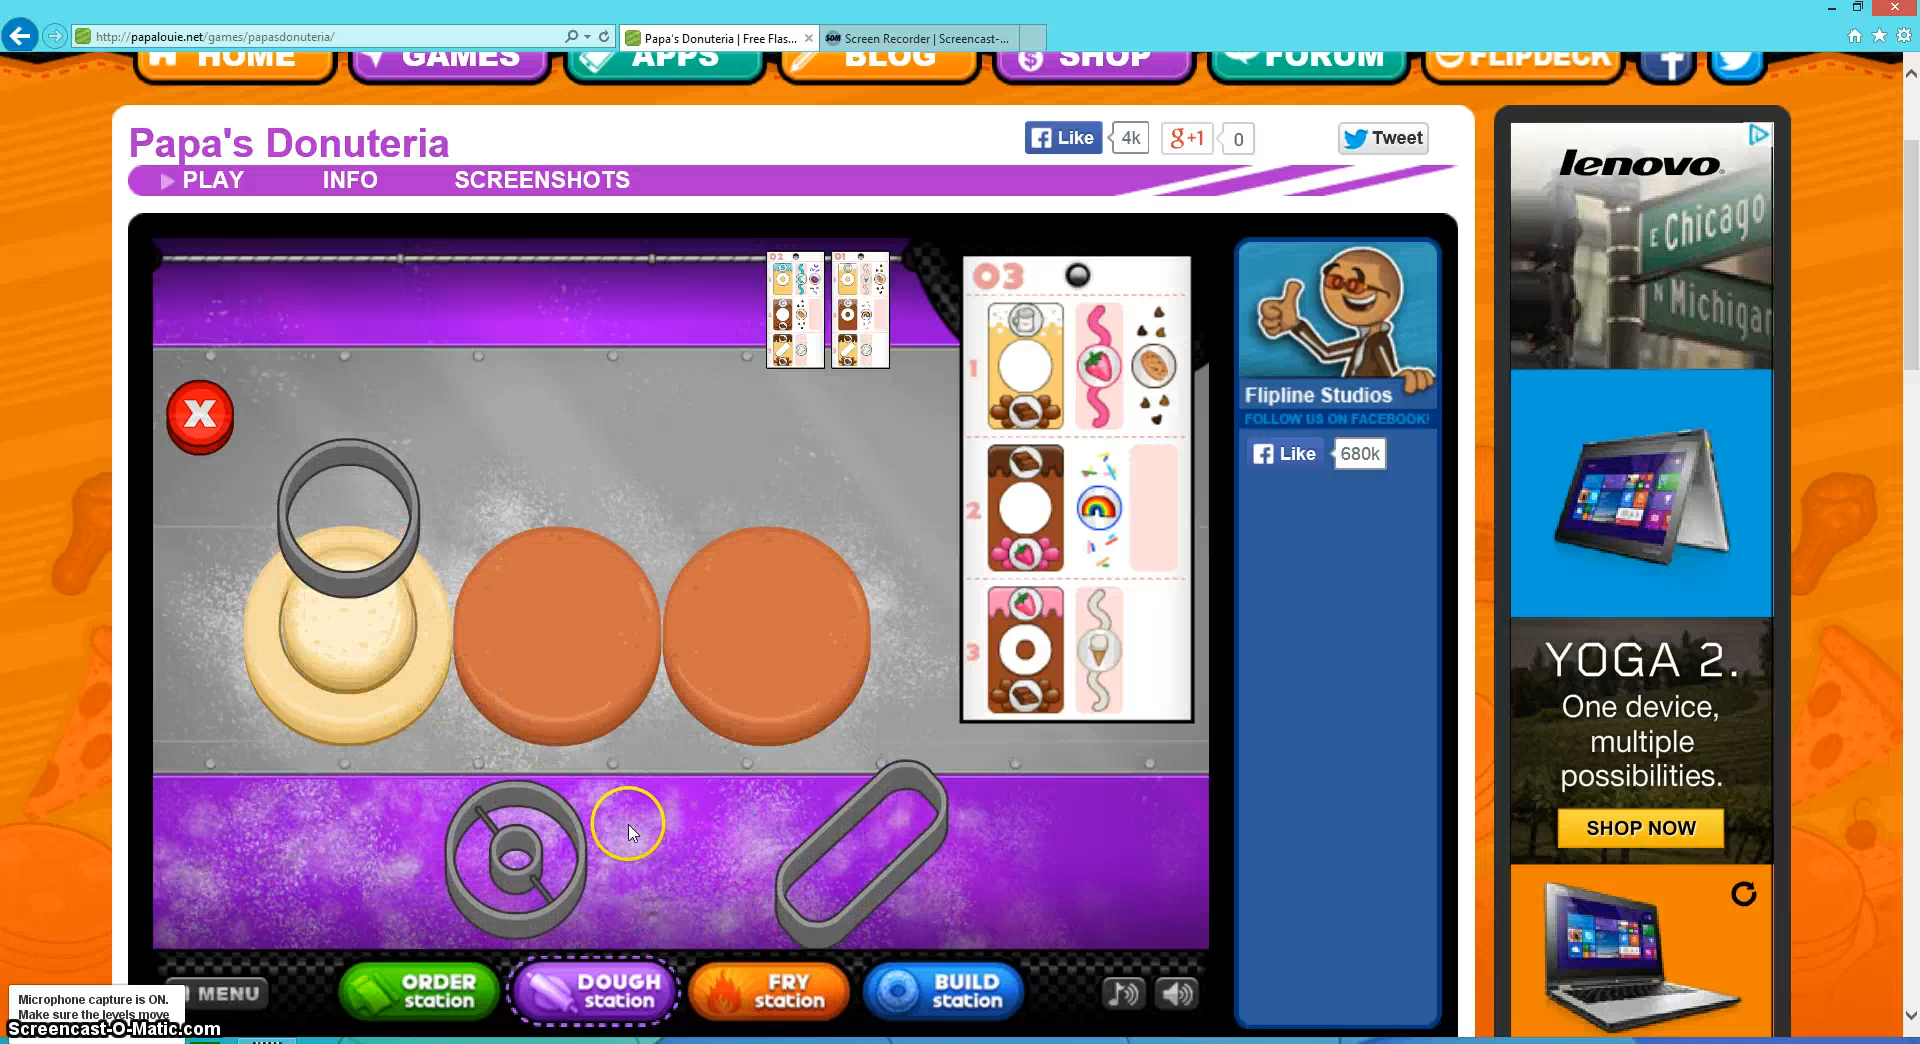 http://papalouie.net/games/papasdonuteria/
Papa's Donuteria | Free Flas...
Screen Recorder | Screencast-...
HOME
GAMES
APPS
BLOG
SHOP
FORUM
FLIPDECK
Papa's Donuteria
Like
4k
g+1
0
Tweet
PLAY
INFO
SCREENSHOTS
lenovo
E Chicago
N Michigan
02
01
03
1
2
3
X
Flipline Studios
FOLLOW US ON FACEBOOK!
Like
680k
YOGA 2.
One device,
multiple
possibilities.
SHOP NOW
MENU
ORDER
station
DOUGH
station
FRY
station
BUILD
station
Microphone capture is ON.
Make sure the levels move
Screencast-O-Matic.com